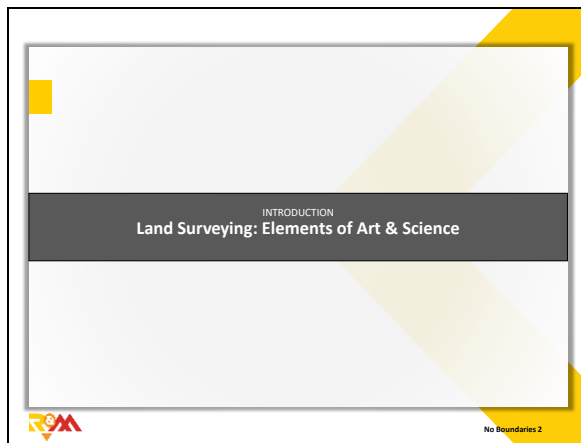 INTRODUCTION
Land Surveying: Elements of Art & Science
R&M
No Boundaries 2